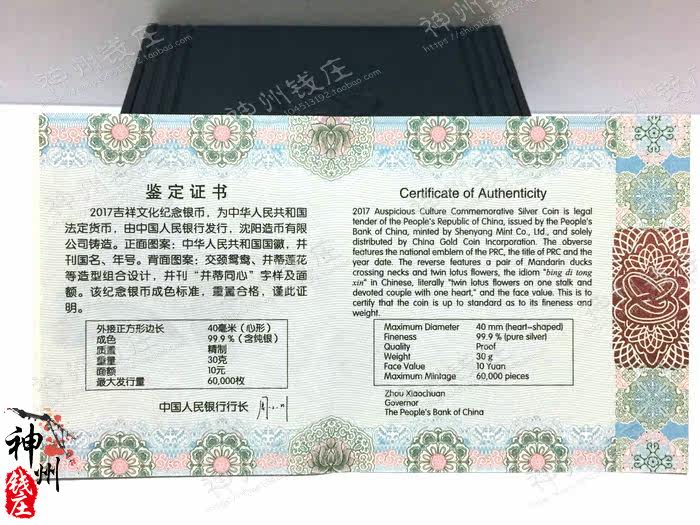 鉴定证书
2017吉祥文化纪念银币，为中华人民共和国
法定货币，由中国人民银行发行，沈阳造币有限
公司铸造。正面图案：中华人民共和国国徽，并
刊国名、年号。背面图案：交颈鸳鸯、并蒂莲花
等造型组合设计，并刊“并蒂同心”字样及面
额。该纪念银币成色标准，重量合格，谨此证
明。
外接正方形边长 40毫米（心形）
成色 99.9%（含纯银）
质量 精制
重量 30克
面额 10元
最大发行量 60,000枚
中国人民银行行长
Certificate of Authenticity
2017 Auspicious Culture Commemorative Silver Coin is legal
tender of the People's Republic of China, issued by the People's
Bank of China, minted by Shenyang Mint Co., Ltd., and solely
distributed by China Gold Coin Incorporation. The obverse
features the national emblem of the PRC, the title of PRC and the
year date. The reverse features a pair of Mandarin ducks
crossing necks and twin lotus flowers, the idiom "bing di tong
xin" in Chinese, literally "twin lotus flowers on one stalk and
devoted couple with one heart," and the face value. This is to
certify that the coin is up to standard as to its fineness and
weight.
Maximum Diameter 40 mm (heart-shaped)
Fineness 99.9% (pure silver)
Quality Proof
Weight 30 g
Face Value 10 Yuan
Maximum Mintage 60,000 pieces
Zhou Xiaochuan
Governor
The People's Bank of China
神州
钱庄